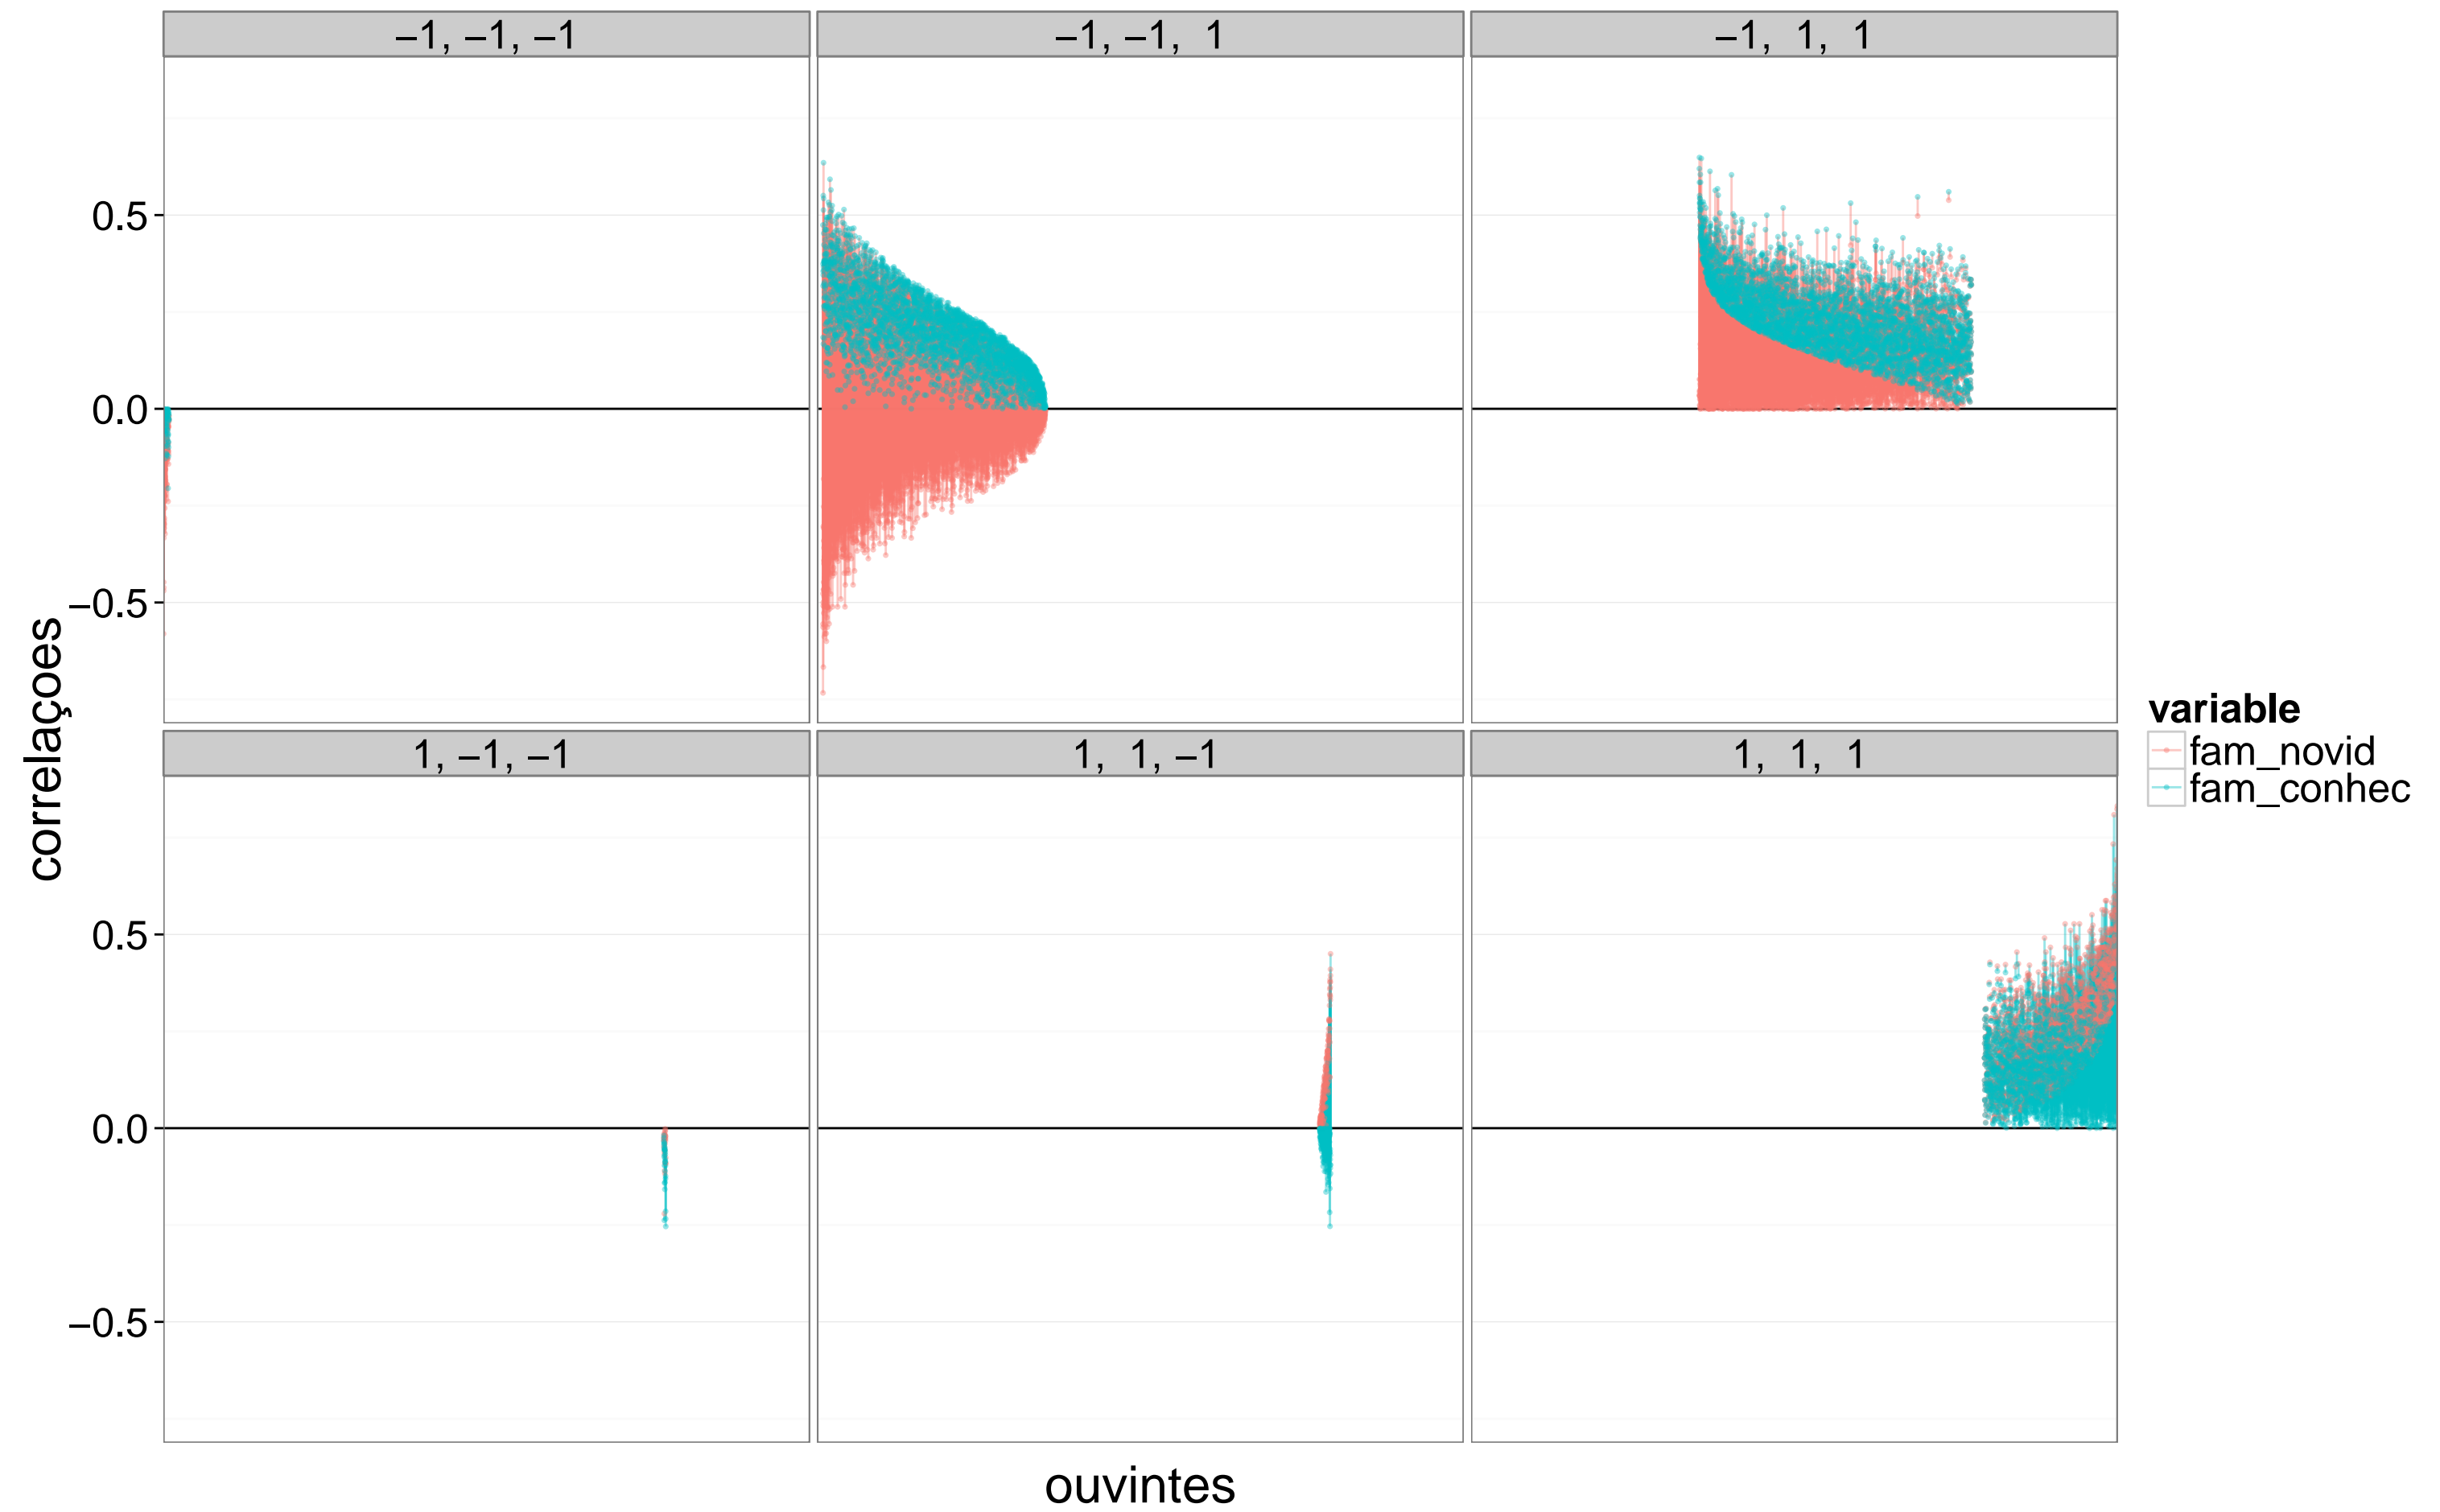 −1, −1, −1
−1, −1, 1
−1, 1, 1
0.5
0.0
−0.5
1, −1, −1
1, 1, −1
1, 1, 1
0.5
0.0
−0.5
correlaçoes
ouvintes
variable
fam_novid
fam_conhec